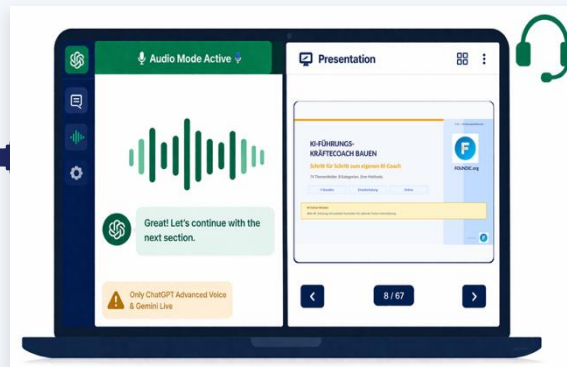 Audio Mode Active
Great! Let's continue with the
next section.
Only ChatGPT Advanced Voice
& Gemini Live
Presentation
KI-FÜHRUNGS-
KRÄFTECOACH BAUEN
Schritt für Schritt zum eigenen KI-Coach
F
FOUNDIC.org
8 / 67